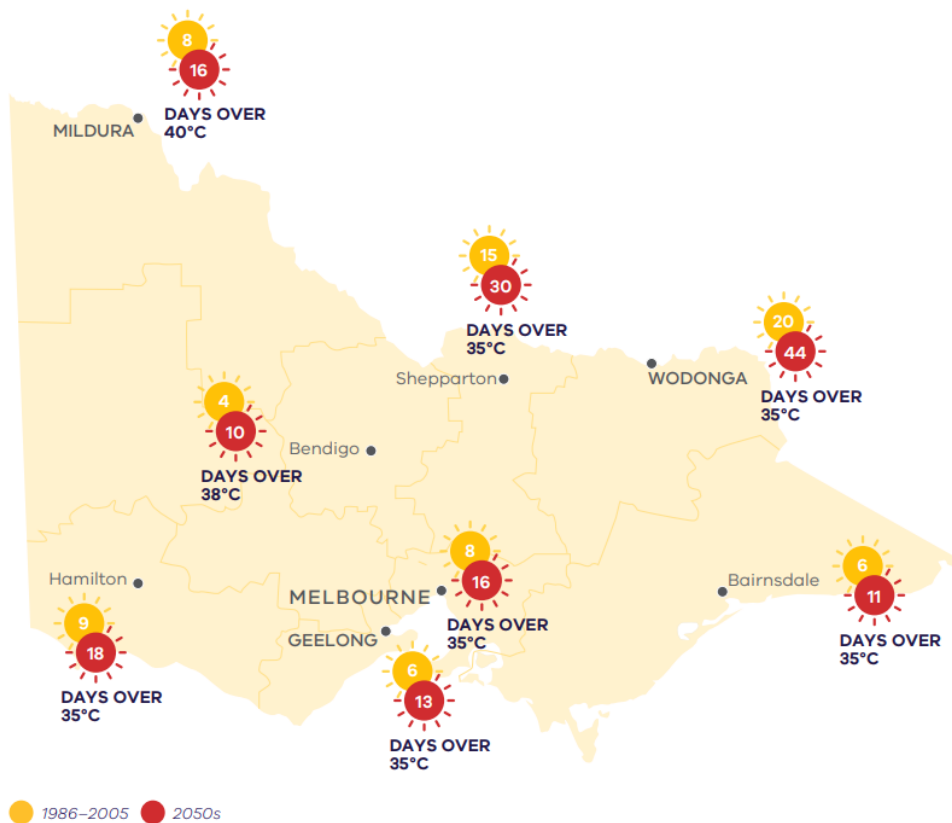 8
16
DAYS OVER
40°C
MILDURA
15
30
DAYS OVER
35°C
20
44
DAYS OVER
35°C
Shepparton
WODONGA
4
10
DAYS OVER
38°C
Bendigo
8
16
DAYS OVER
35°C
6
11
DAYS OVER
35°C
Hamilton
MELBOURNE
Bairnsdale
GEELONG
9
18
DAYS OVER
35°C
6
13
DAYS OVER
35°C
1986–2005
2050s